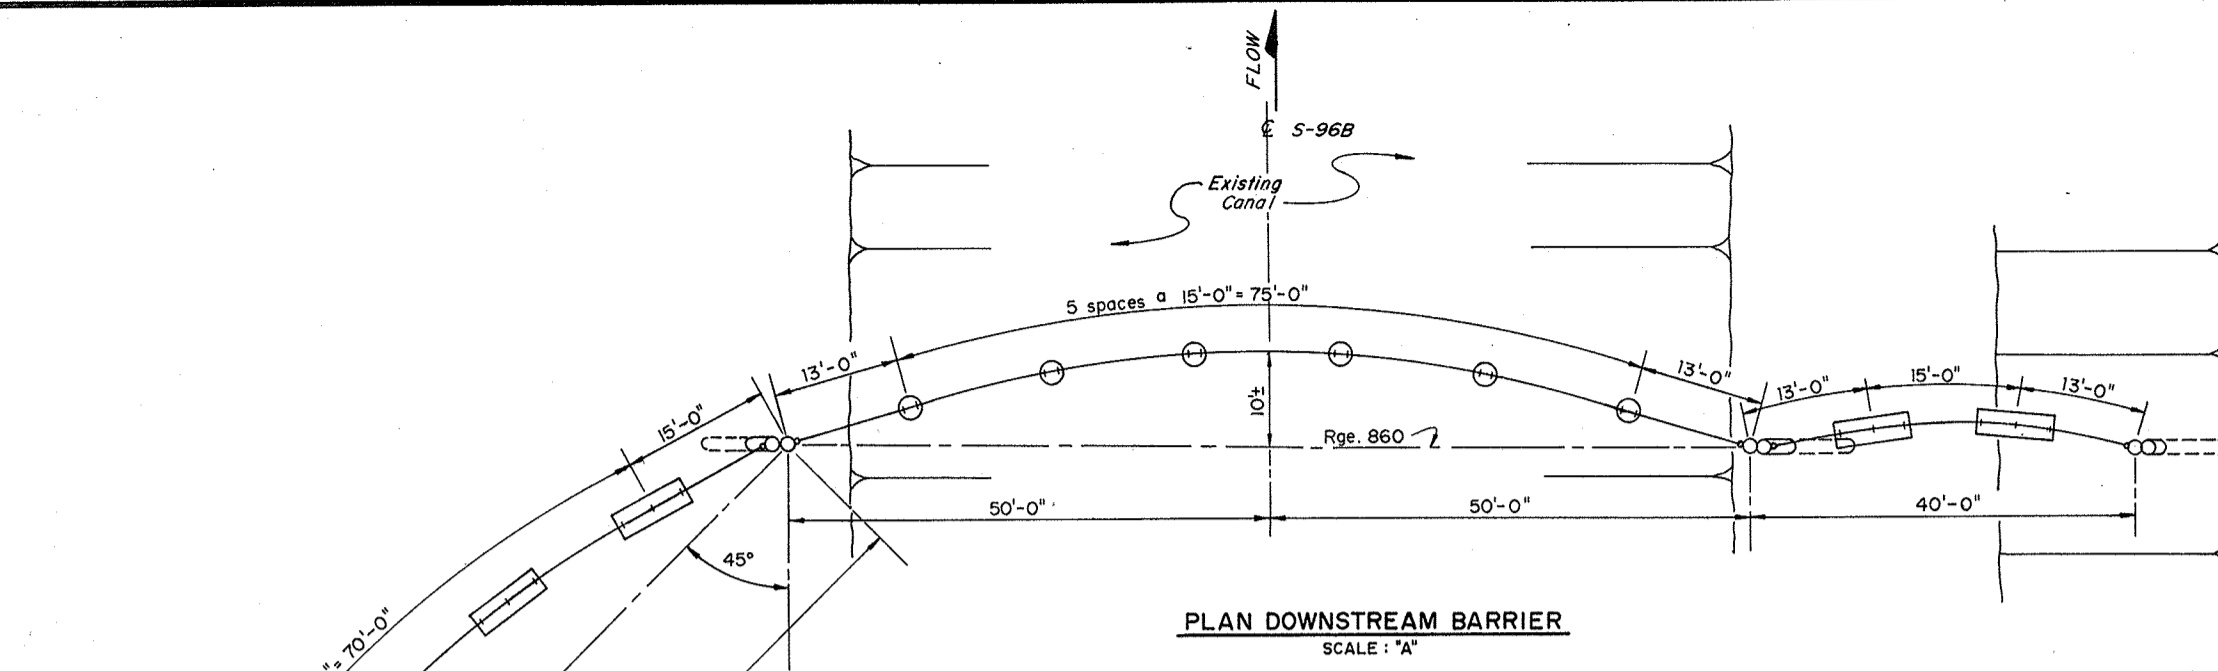 FLOW
℄ S-96B
Existing
Canal
5 spaces a 15'-0" = 75'-0"
13'-0"
13'-0"
15'-0"
13'-0"
15'-0"
13'-0"
10'±
Rge. 860
50'-0"
50'-0"
40'-0"
45°
" = 70'-0"
PLAN DOWNSTREAM BARRIER
SCALE : "A"